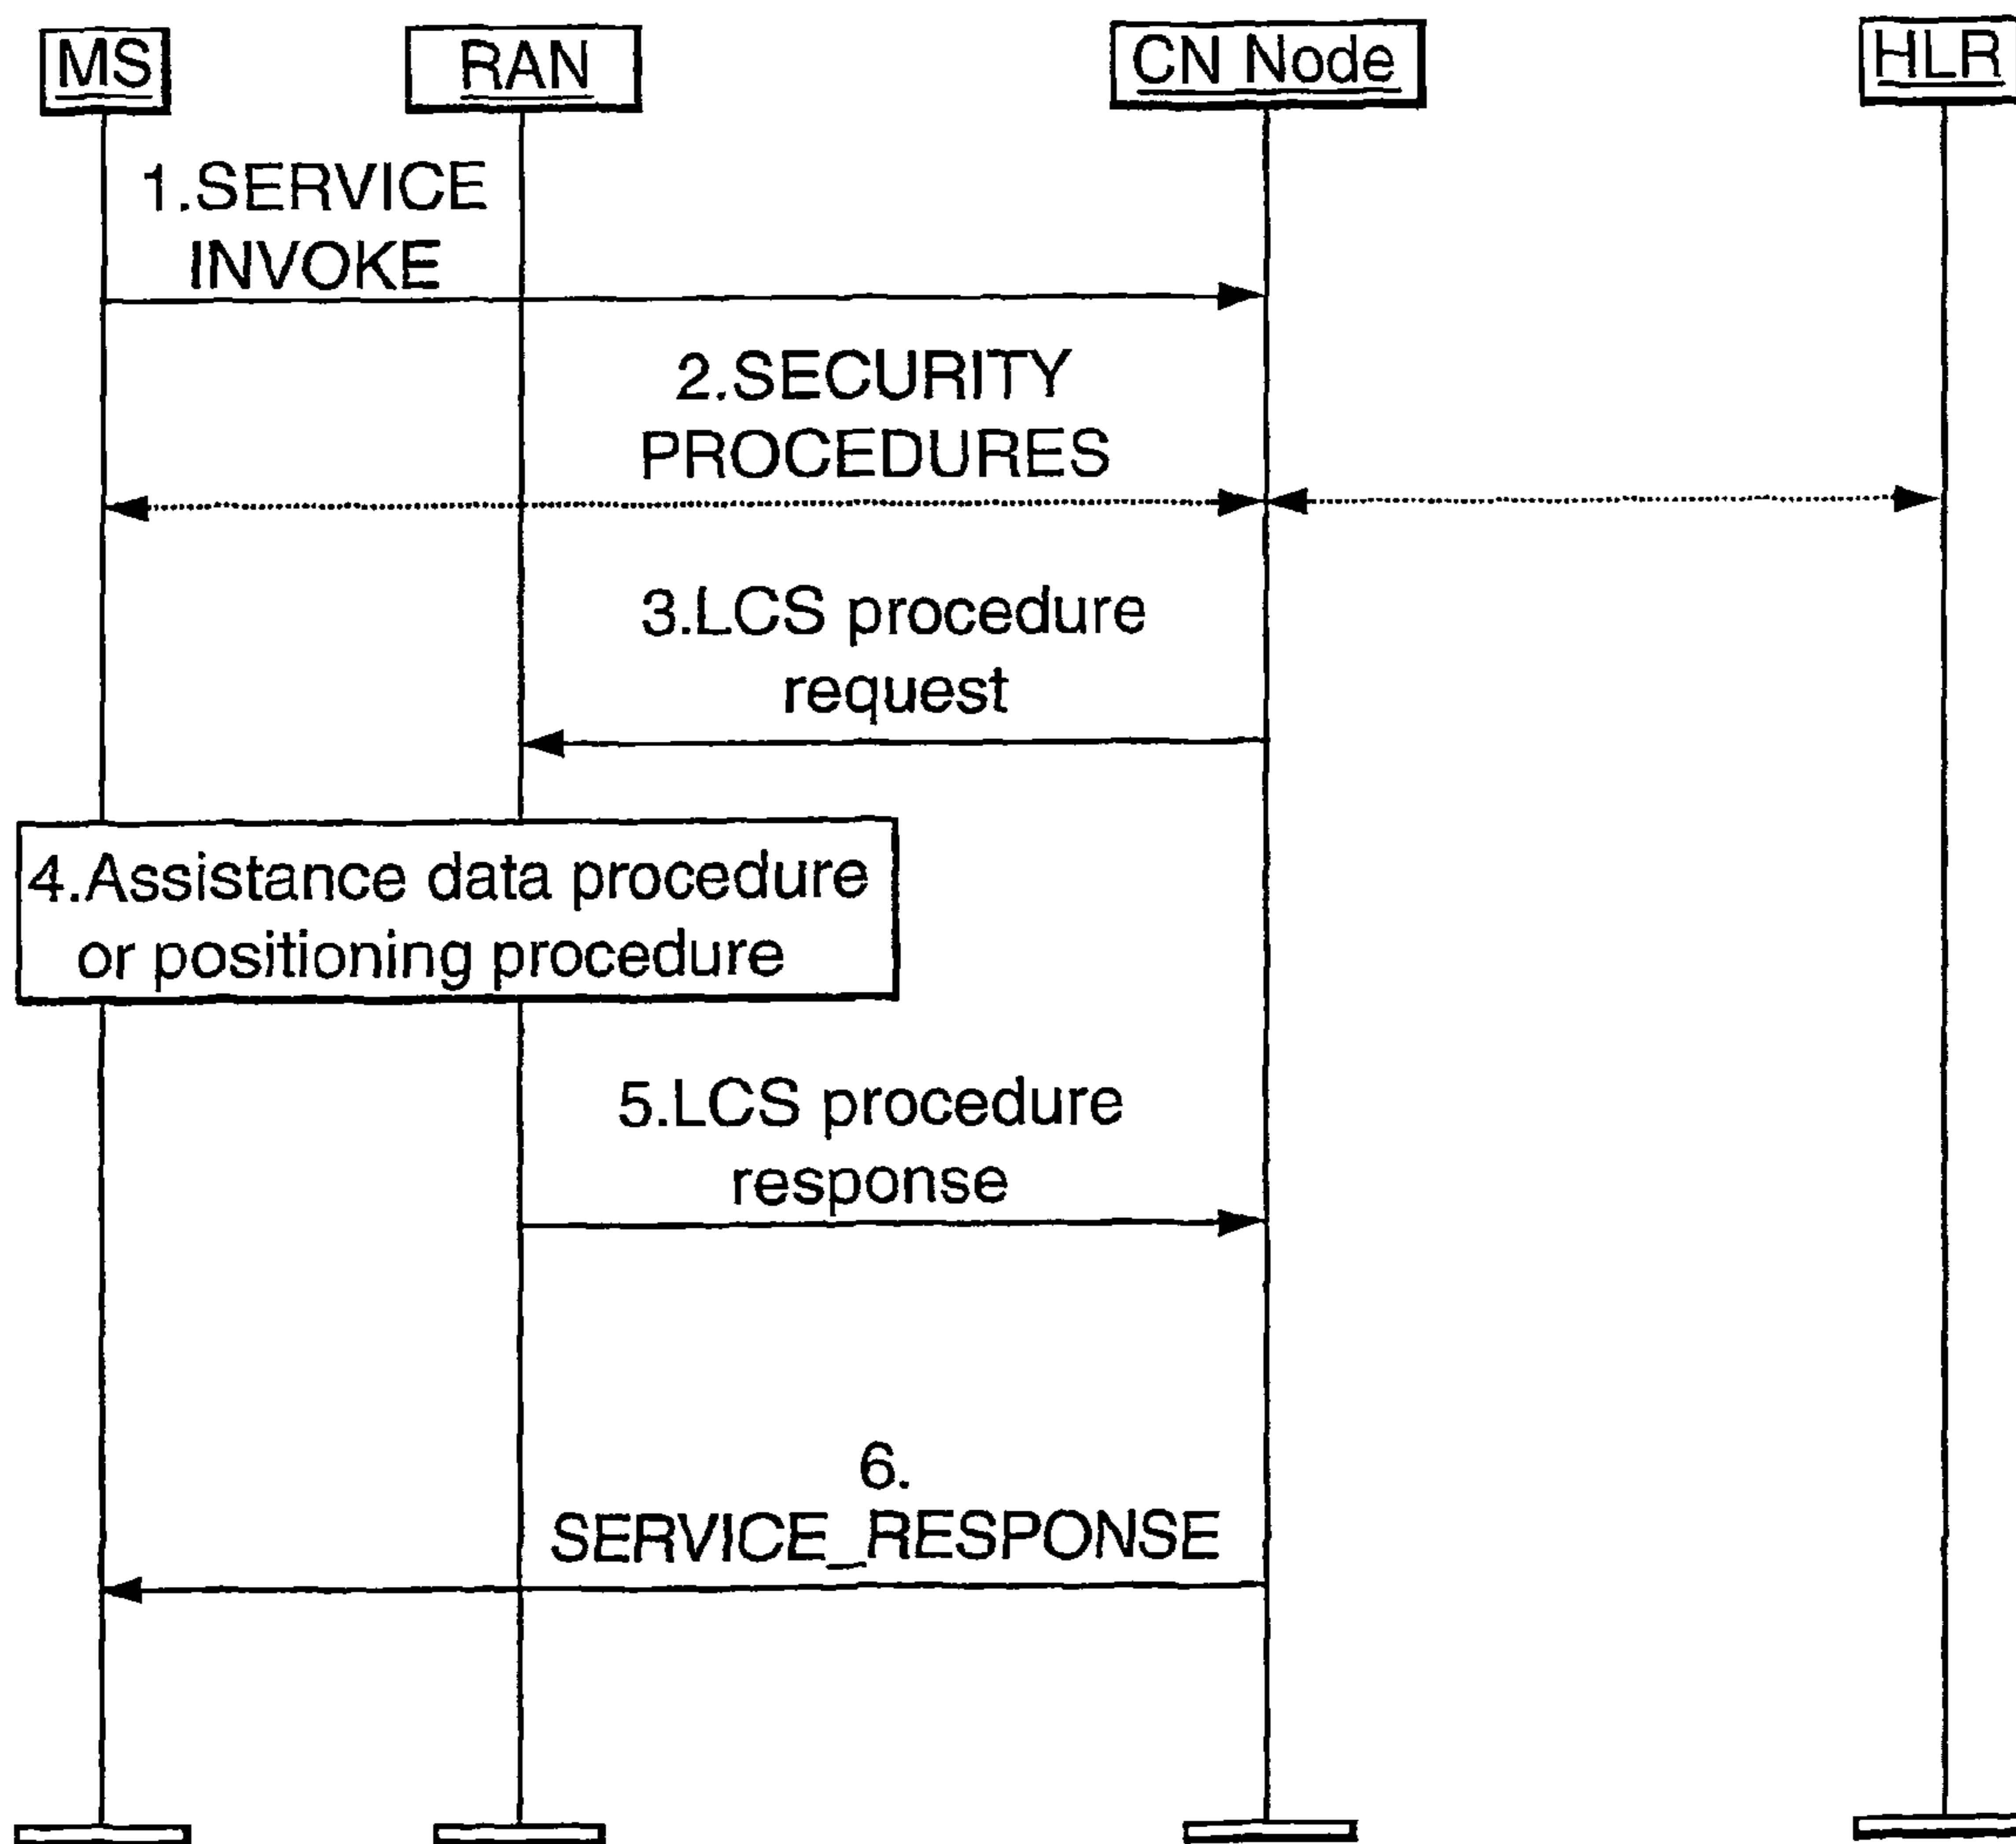 MS
RAN
CN Node
HLR
1.SERVICE
INVOKE
2.SECURITY
PROCEDURES
3.LCS procedure
request
4.Assistance data procedure
or positioning procedure
5.LCS procedure
response
6.
SERVICE_RESPONSE